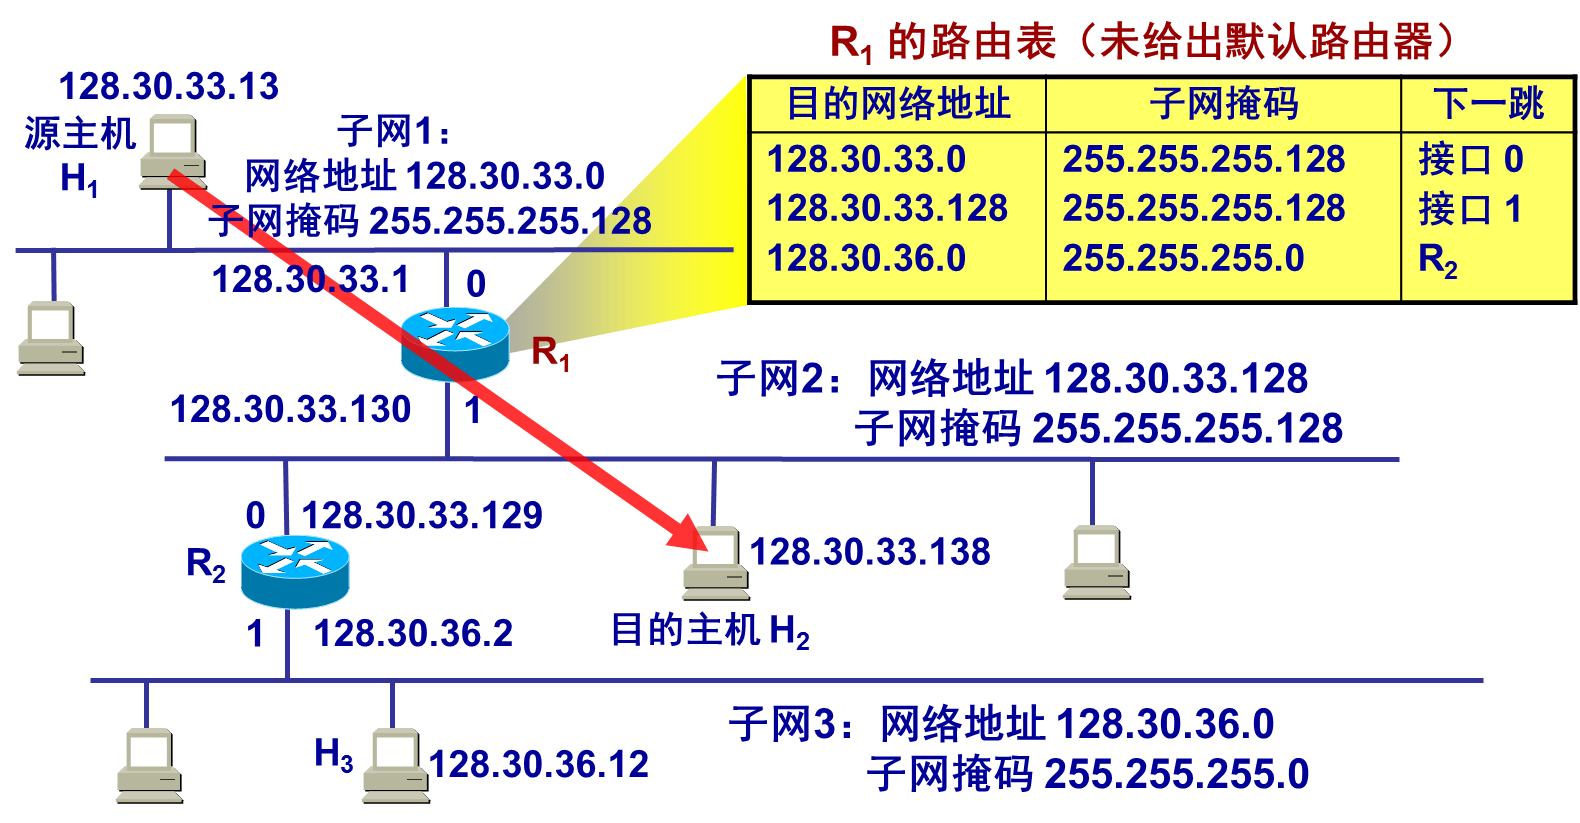 R1 的路由表（未给出默认路由器）
目的网络地址 子网掩码 下一跳
128.30.33.0 255.255.255.128 接口 0
128.30.33.128 255.255.255.128 接口 1
128.30.36.0 255.255.255.0 R2
128.30.33.13
源主机
H1
子网1：
网络地址 128.30.33.0
子网掩码 255.255.255.128
128.30.33.1
0
R1
128.30.33.130
1
子网2：网络地址 128.30.33.128
子网掩码 255.255.255.128
0
128.30.33.129
R2
128.30.33.138
目的主机 H2
1
128.30.36.2
子网3：网络地址 128.30.36.0
子网掩码 255.255.255.0
H3
128.30.36.12